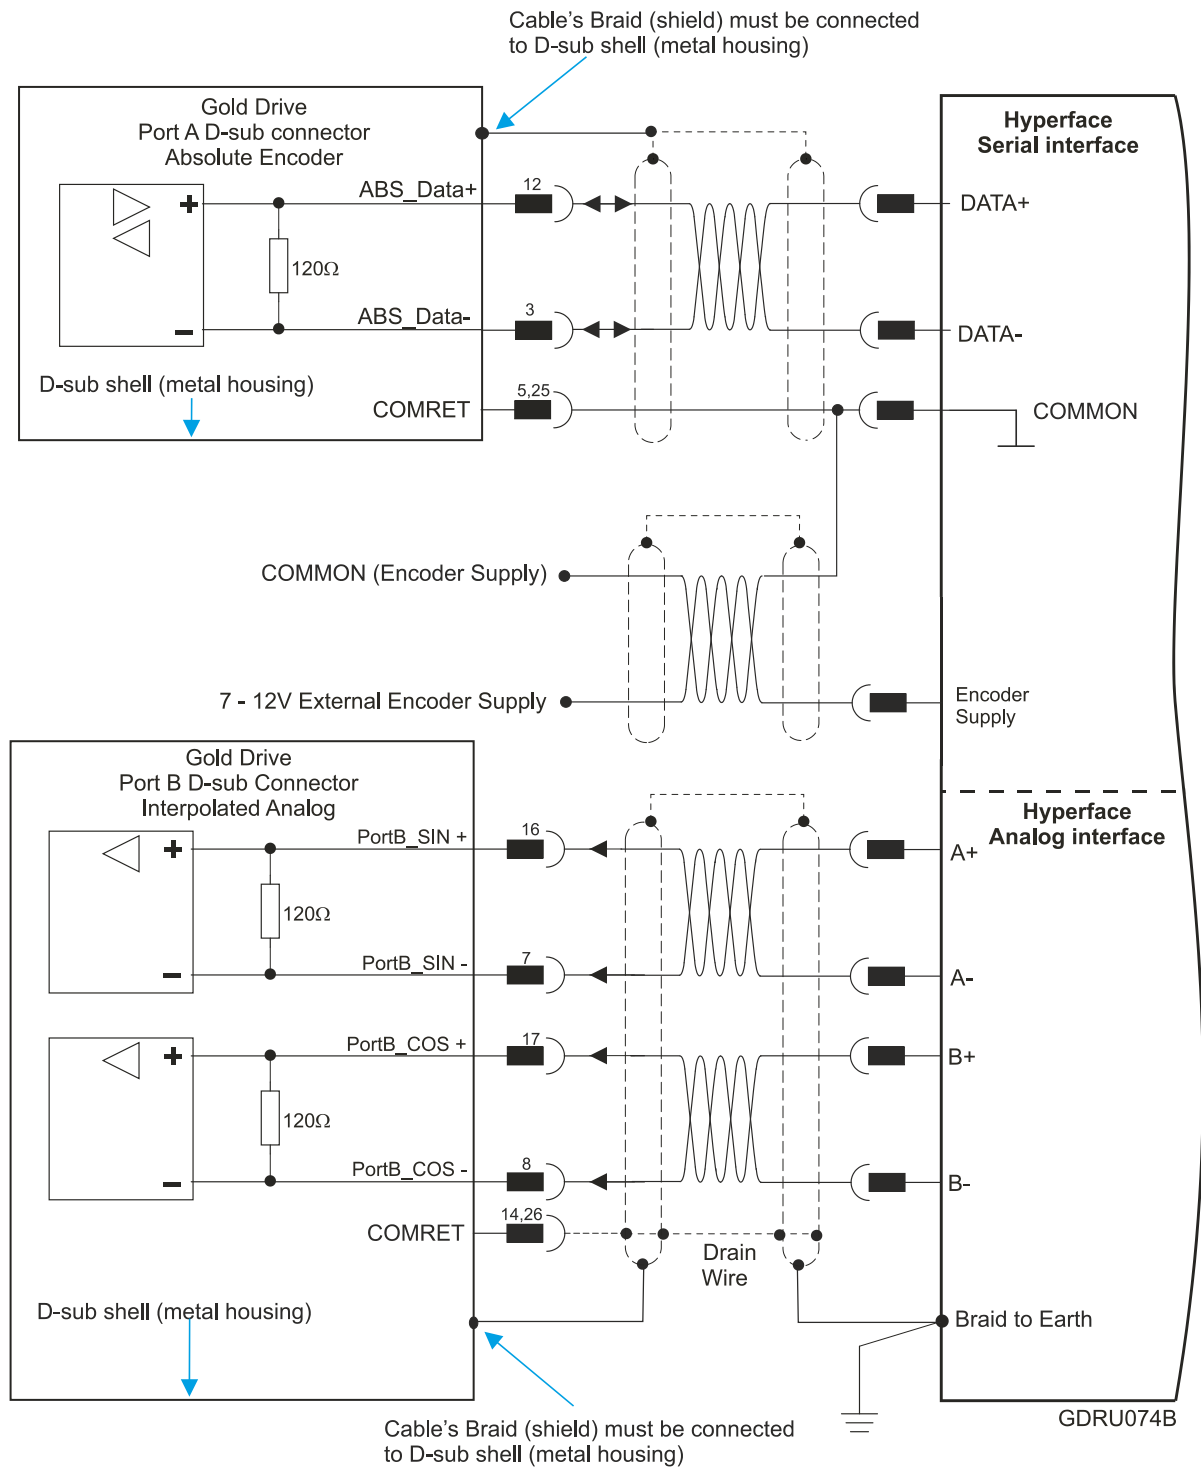 Cable's Braid (shield) must be connected
to D-sub shell (metal housing)
Gold Drive
Port A D-sub connector
Absolute Encoder
Hyperface
Serial interface
ABS_Data+
12
DATA+
120Ω
ABS_Data-
3
DATA-
D-sub shell (metal housing)
COMRET
5,25
COMMON
COMMON (Encoder Supply)
7 - 12V External Encoder Supply
Encoder
Supply
Gold Drive
Port B D-sub Connector
Interpolated Analog
Hyperface
Analog interface
PortB_SIN +
16
A+
120Ω
PortB_SIN -
7
A-
PortB_COS +
17
B+
120Ω
PortB_COS -
8
B-
COMRET
14,26
Drain
Wire
D-sub shell (metal housing)
Braid to Earth
Cable's Braid (shield) must be connected
to D-sub shell (metal housing)
GDRU074B